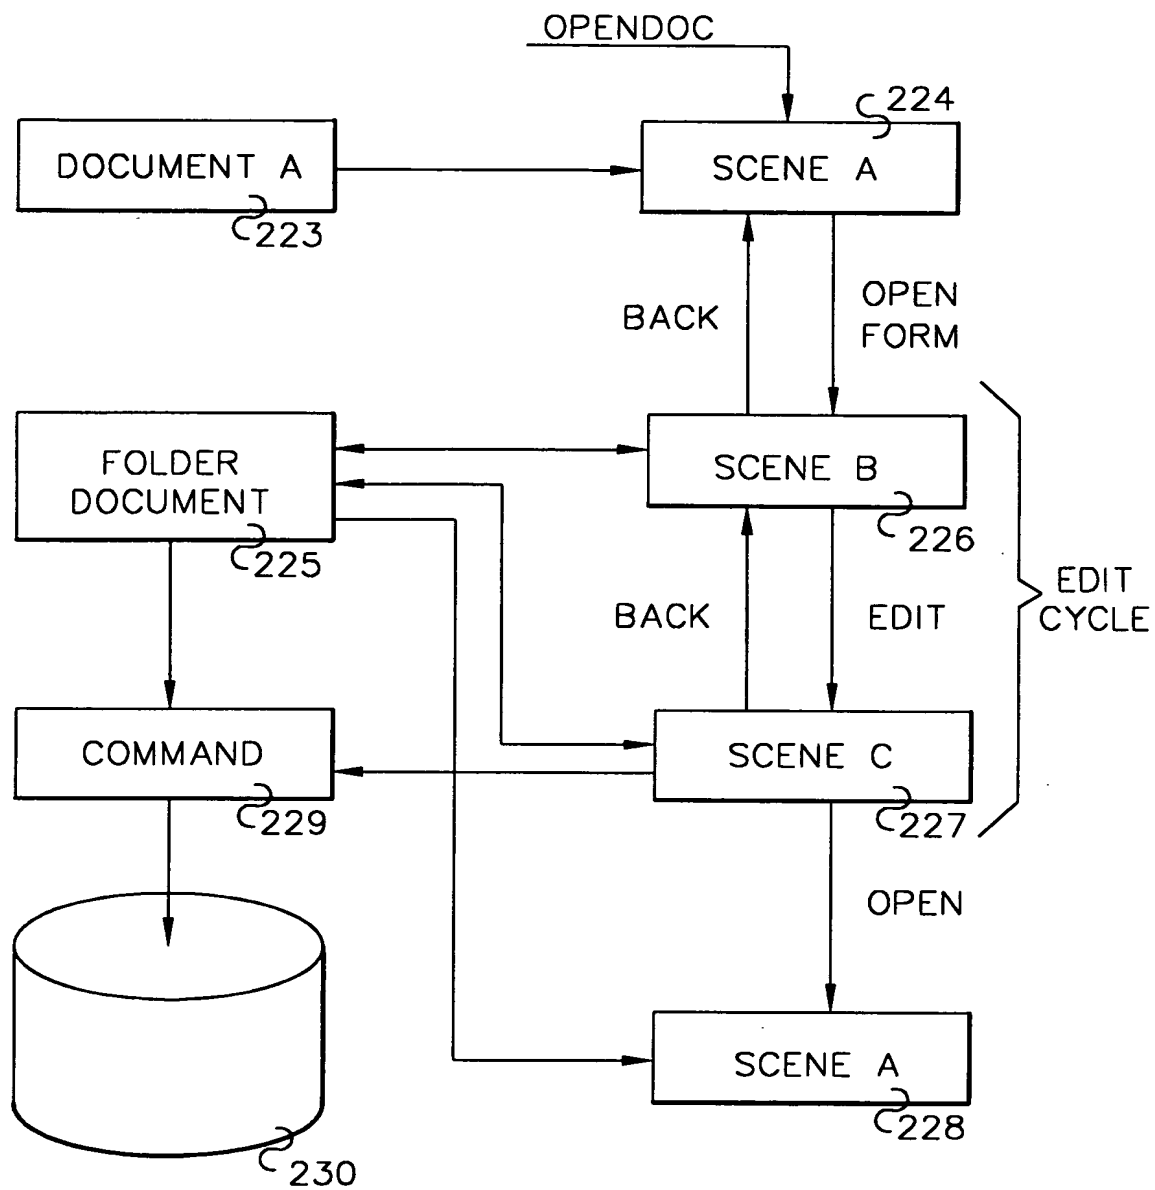 OPENDOC
224
DOCUMENT A
SCENE A
223
BACK
OPEN
FORM
FOLDER
DOCUMENT
SCENE B
225
226
BACK
EDIT
EDIT
CYCLE
COMMAND
SCENE C
229
227
OPEN
SCENE A
228
230